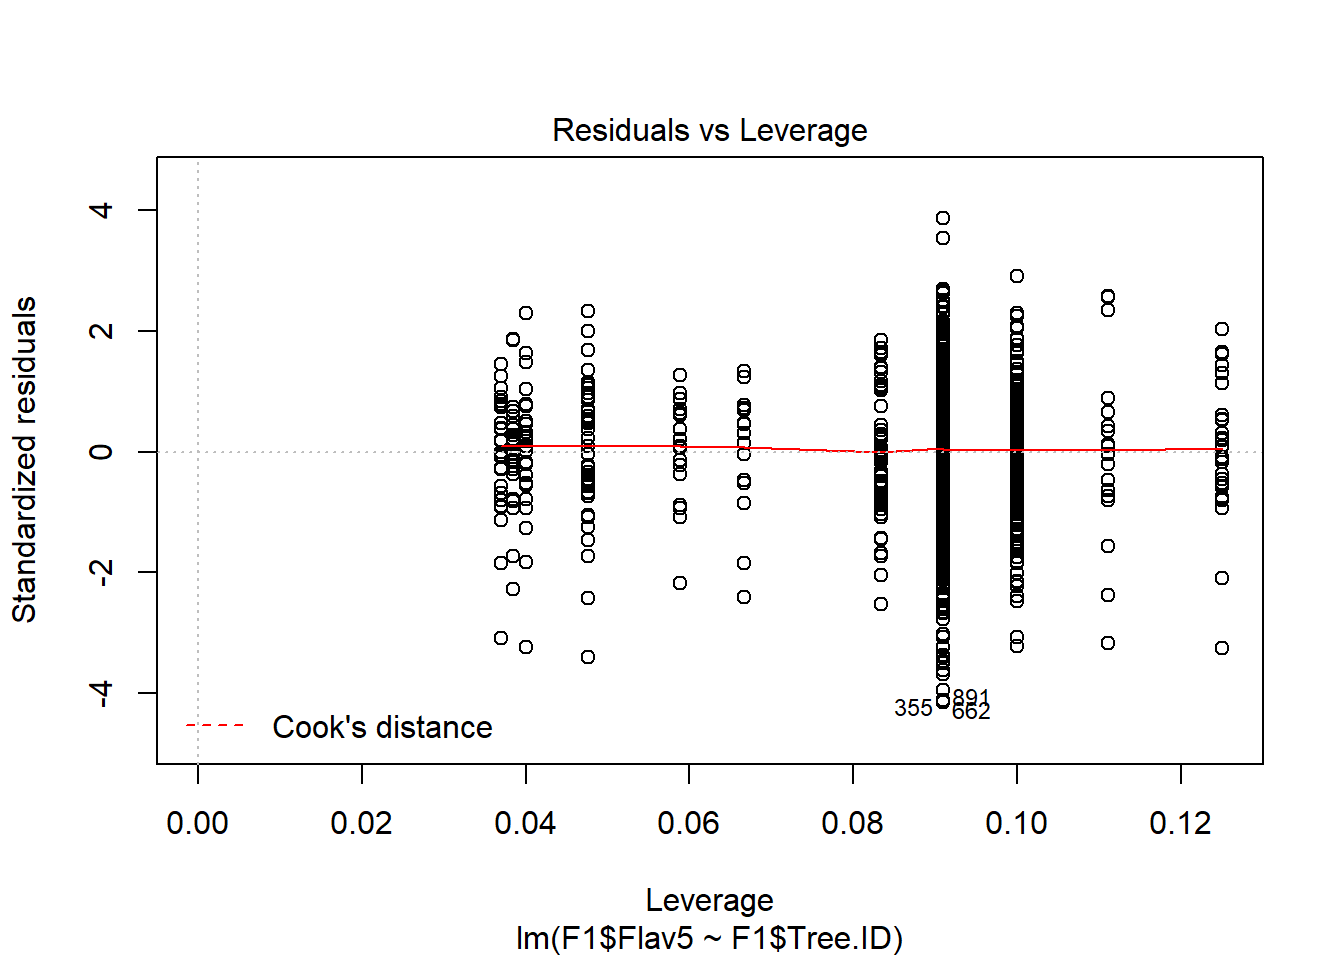 Residuals vs Leverage
Standardized residuals
4
2
0
-2
-4
355
891
662
Cook's distance
0.00 0.02 0.04 0.06 0.08 0.10 0.12
Leverage
lm(F1$Flav5 ~ F1$Tree.ID)